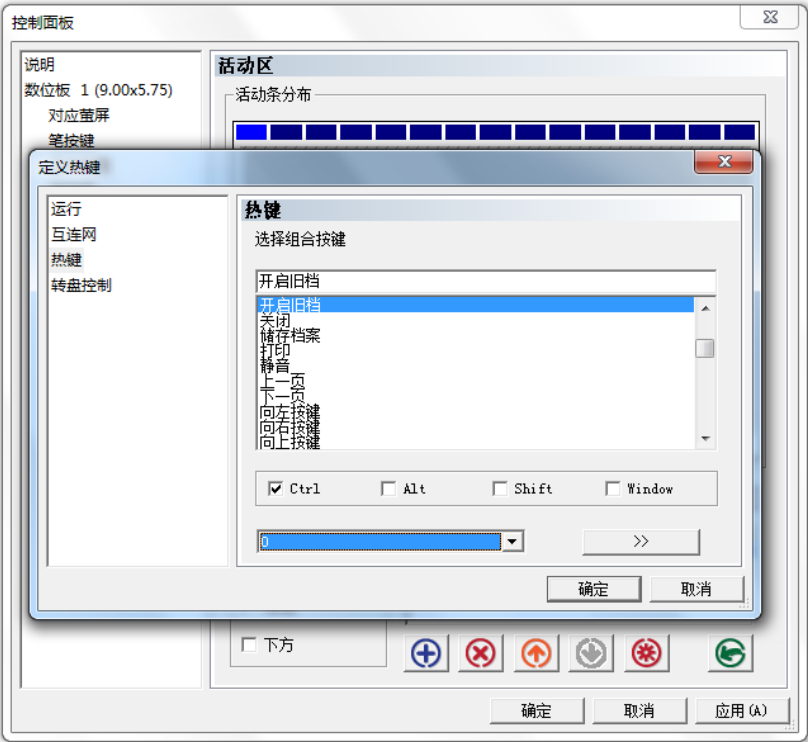 控制面板
说明
数位板 1 (9.00x5.75)
对应萤屏
笔按键
活动区
活动条分布
定义热键
运行
互连网
热键
转盘控制
热键
选择组合按键
开启旧档
开启旧档
关闭
储存档案
打印
静音
上一页
下一页
向左按键
向右按键
向上按键
Ctrl
Alt
Shift
Window
O
>>
确定
取消
下方
确定
取消
应用(A)